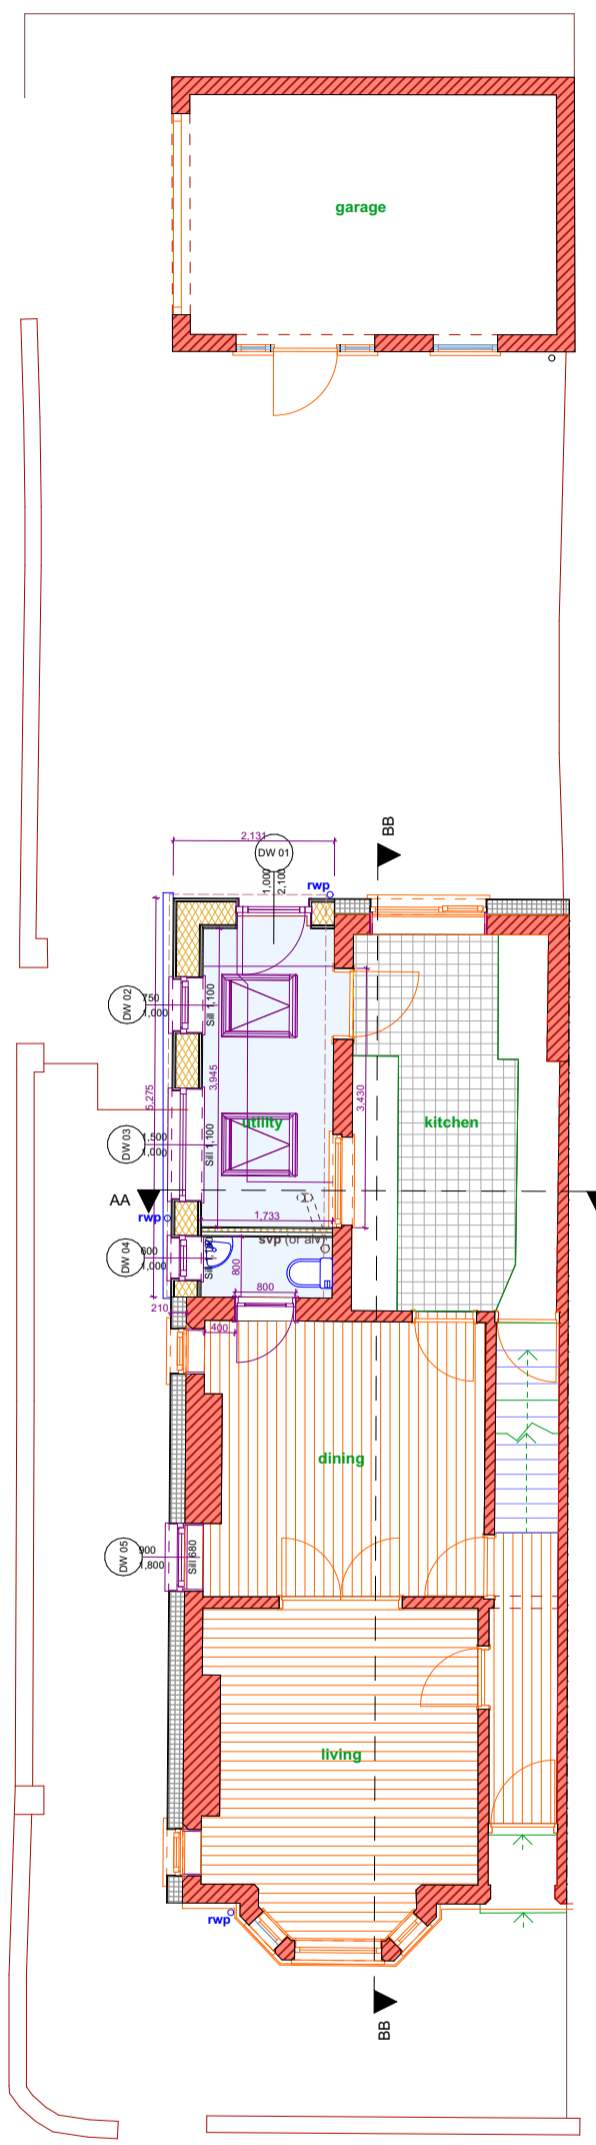 garage
BB
2,131
DW 01
1,000
2,100
rwp
DW 02
750
1,000
Sill 1,100
3,945
5,275
3,430
utility
kitchen
DW 03
1,500
1,000
Sill 1,100
AA
rwp
1,733
svp (or aiv)
DW 04
600
1,000
800
800
210
400
dining
DW 05
900
1,800
Sill 680
living
rwp
BB